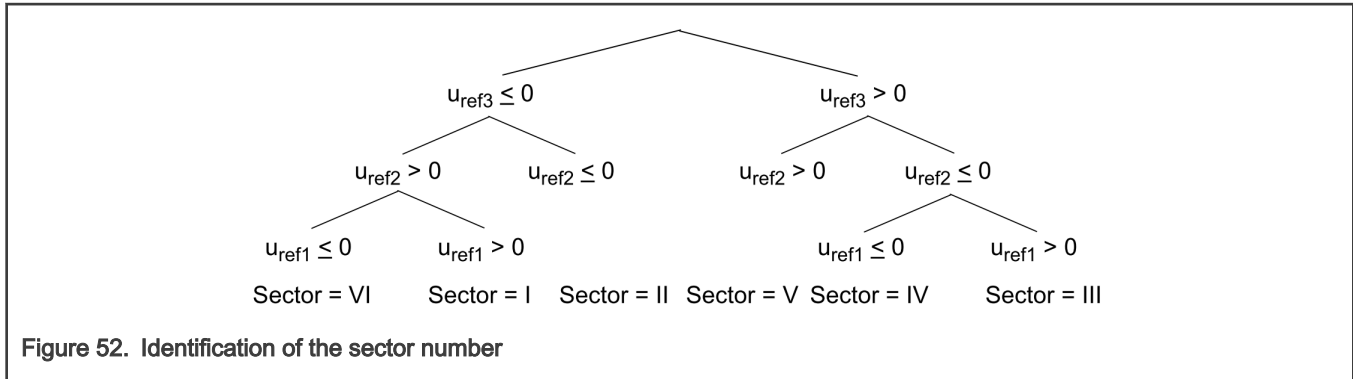 u_ref3 ≤ 0 u_ref3 > 0
u_ref2 > 0 u_ref2 ≤ 0 u_ref2 > 0 u_ref2 ≤ 0
u_ref1 ≤ 0 u_ref1 > 0 u_ref1 ≤ 0 u_ref1 > 0
Sector = VI Sector = I Sector = II Sector = V Sector = IV Sector = III
Figure 52. Identification of the sector number